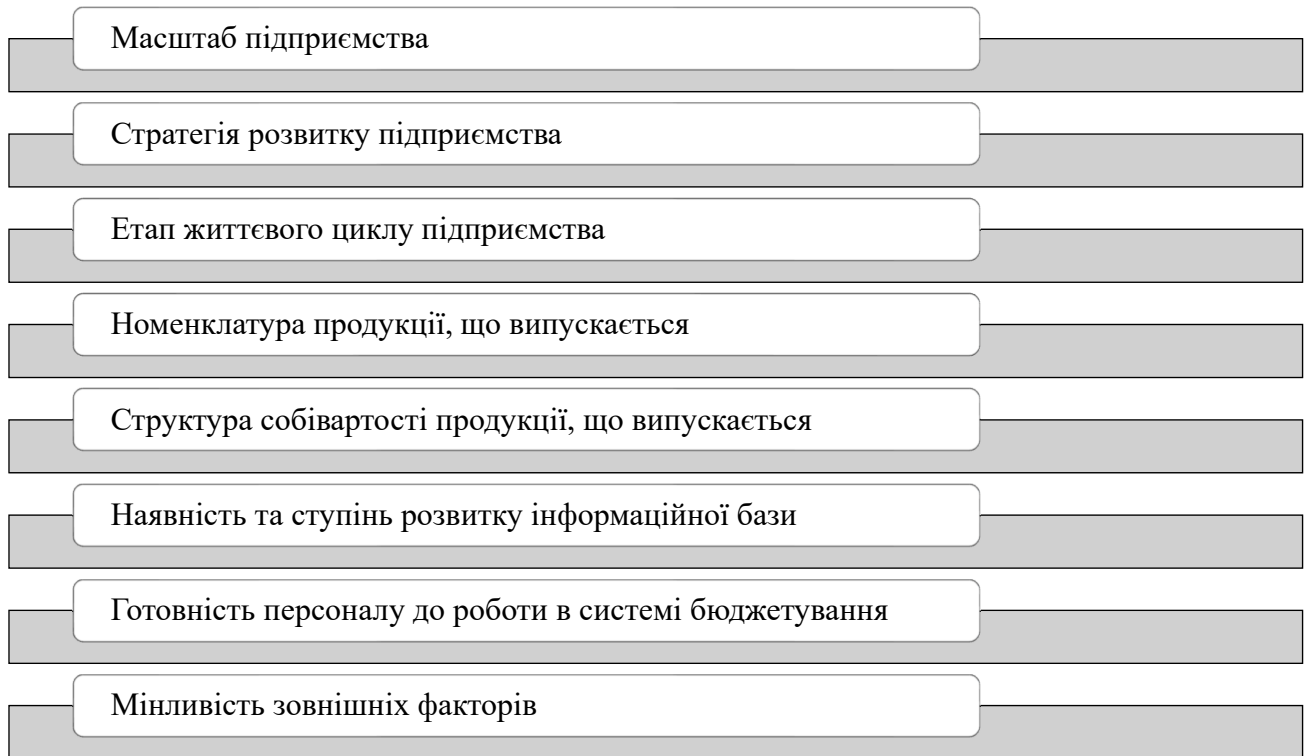 Масштаб підприємства
Стратегія розвитку підприємства
Етап життєвого циклу підприємства
Номенклатура продукції, що випускається
Структура собівартості продукції, що випускається
Наявність та ступінь розвитку інформаційної бази
Готовність персоналу до роботи в системі бюджетування
Мінливість зовнішніх факторів